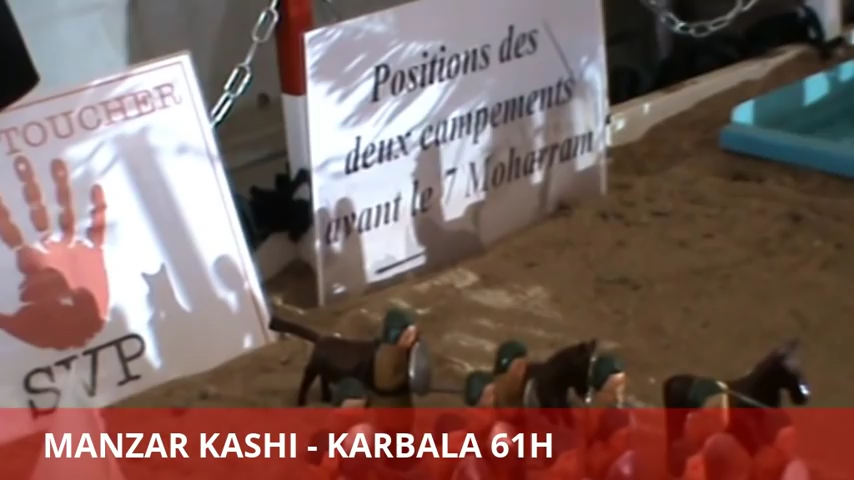 TOUCHER
SVP
Positions des
deux campements
avant le 7 Moharram
MANZAR KASHI - KARBALA 61H